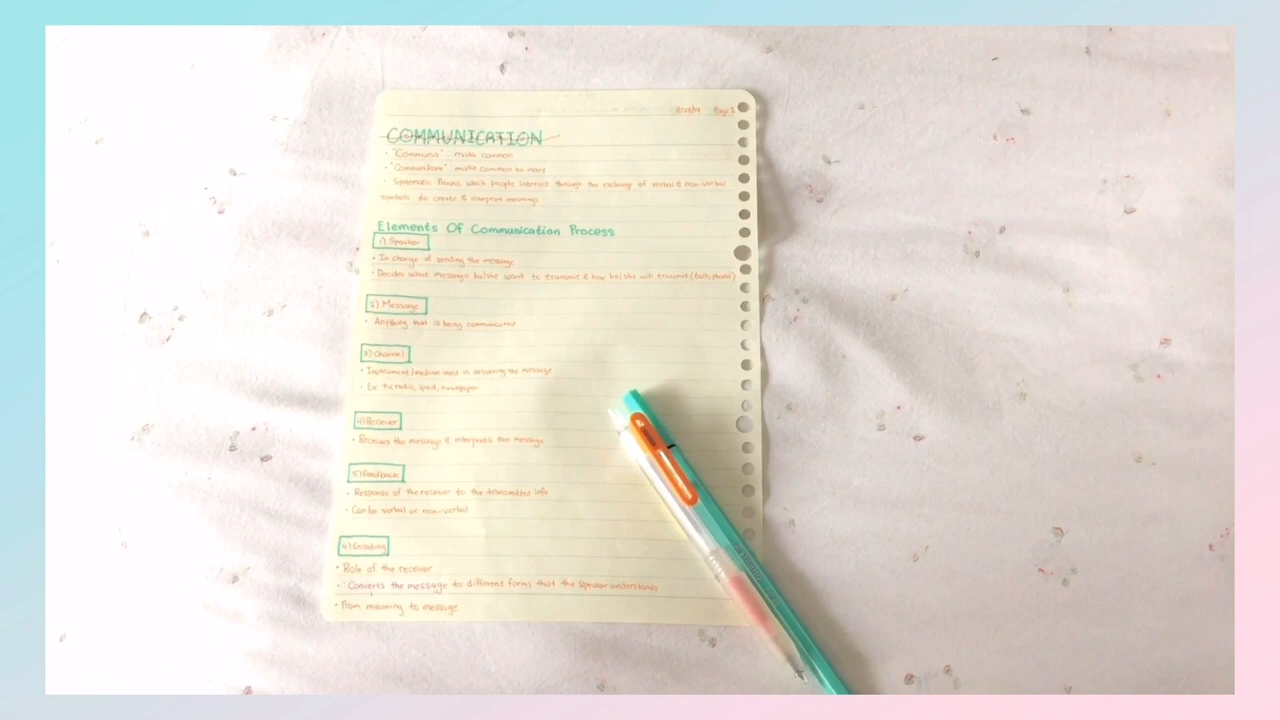 Page 1
COMMUNICATION
• "Communo" : make common
• "Communicare" : make common to many
• Systematic Process which people interact through the exchange of verbal & non-verbal
symbols to create & interpret meanings
Elements Of Communication Process
1) Speaker
• In charge of sending the message
• Decides what message he/she want to transmit & how he/she will transmit (talk, phone)
2) Message
• Anything that is being communicated
3) Channel
• Instrument/medium used in delivering the message
• Ex tv, radio, ipad, newspaper
4) Receiver
• Receives the message & interprets the message
5) Feedback
• Response of the receiver to the transmitted info
• Can be verbal or non-verbal
6) Encoding
• Role of the receiver
• Converts the message to different forms that the speaker understands
• From meaning to message